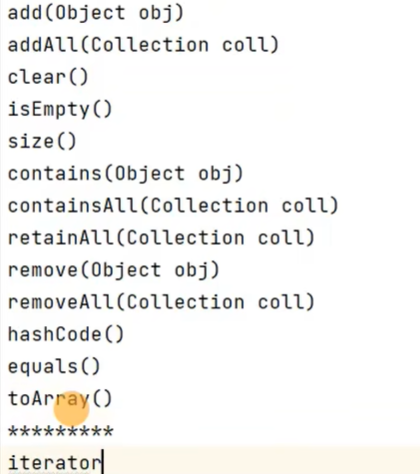 add(Object obj)
addAll(Collection coll)
clear()
isEmpty()
size()
contains(Object obj)
containsAll(Collection coll)
retainAll(Collection coll)
remove(Object obj)
removeAll(Collection coll)
hashCode()
equals()
toArray()
*********
iterator